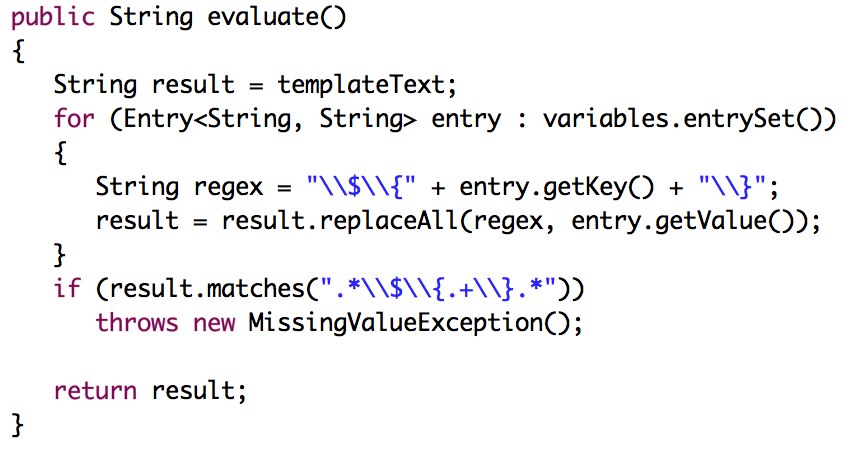 public String evaluate()
{
   String result = templateText;
   for (Entry<String, String> entry : variables.entrySet())
   {
      String regex = "\\$\\{" + entry.getKey() + "\\}";
      result = result.replaceAll(regex, entry.getValue());
   }
   if (result.matches(".*\\$\\{.+\\}.*"))
      throws new MissingValueException();

   return result;
}